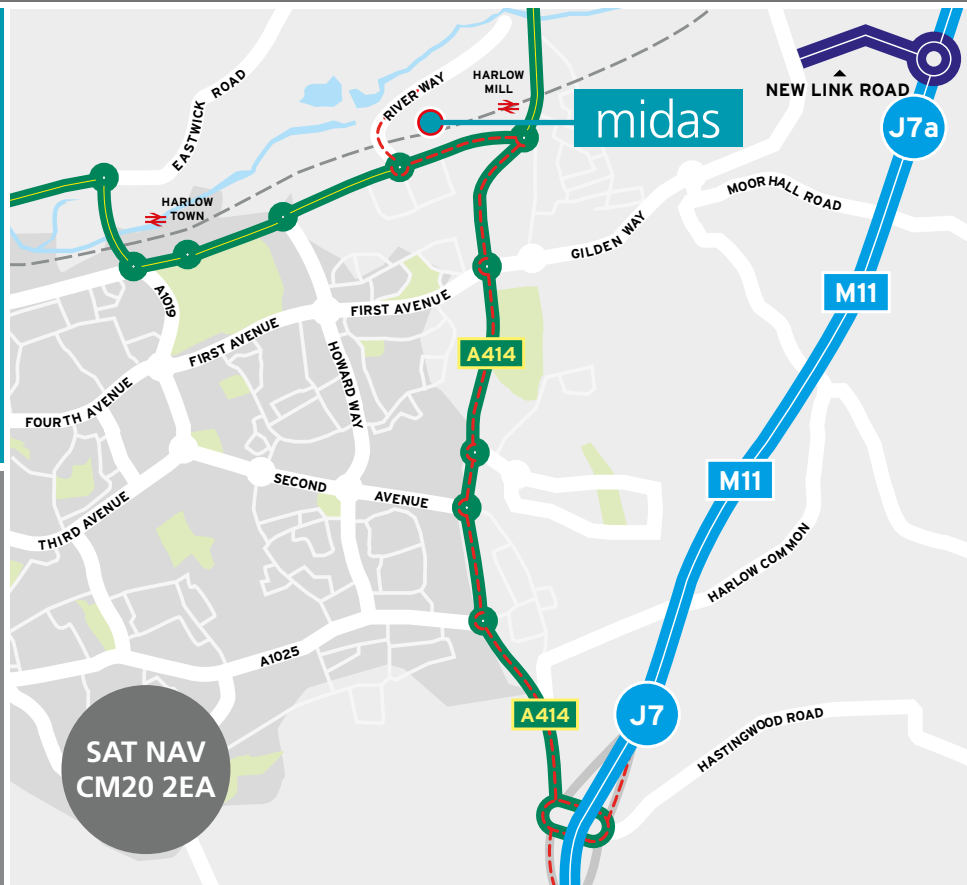 EASTWICK ROAD
RIVER WAY
HARLOW
MILL
midas
NEW LINK ROAD
J7a
HARLOW
TOWN
MOOR HALL ROAD
GILDEN WAY
A1019
FIRST AVENUE
FIRST AVENUE
M11
HOWARD WAY
A414
FOURTH AVENUE
SECOND
AVENUE
M11
THIRD AVENUE
HARLOW COMMON
A1025
A414
J7
HASTINGWOOD ROAD
SAT NAV
CM20 2EA